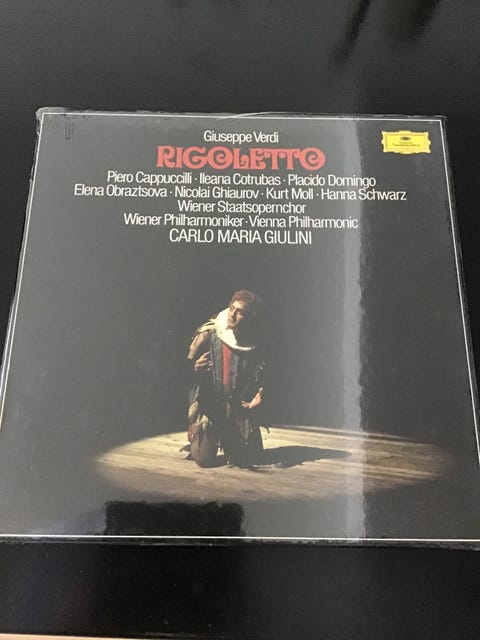 Giuseppe Verdi
RIGOLETTO
Piero Cappuccilli · Ileana Cotrubas · Placido Domingo
Elena Obraztsova · Nicolai Ghiaurov · Kurt Moll · Hanna Schwarz
Wiener Staatsopernchor
Wiener Philharmoniker · Vienna Philharmonic
CARLO MARIA GIULINI